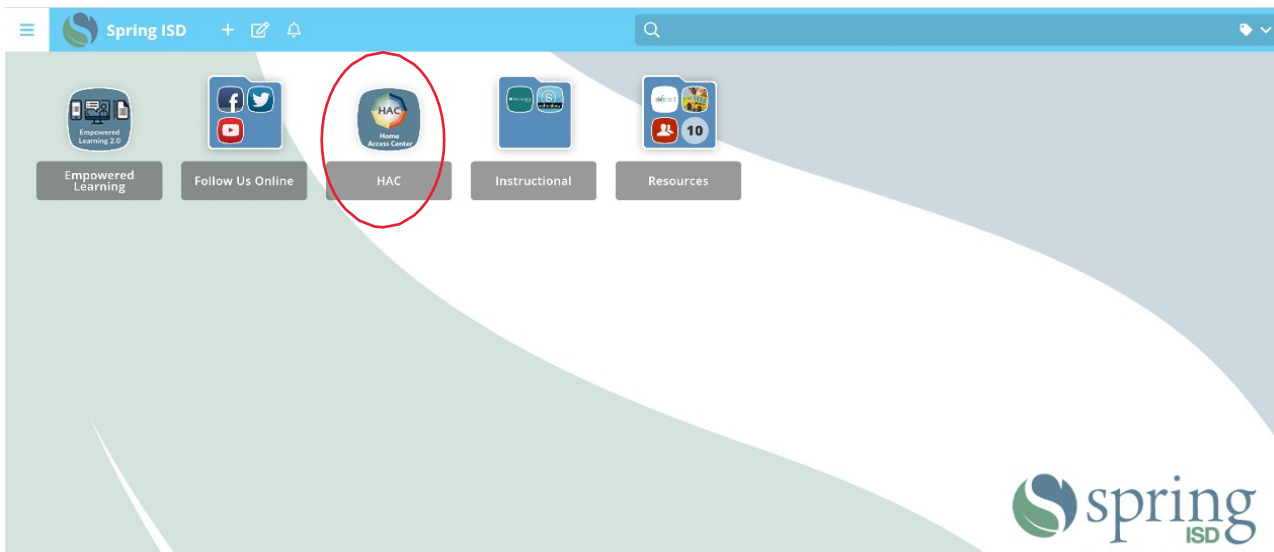 Spring ISD
Empowered
Learning 2.0
HAC
Home
Access Center
S
schoology
10
Empowered
Learning
Follow Us Online
HAC
Instructional
Resources
spring
ISD